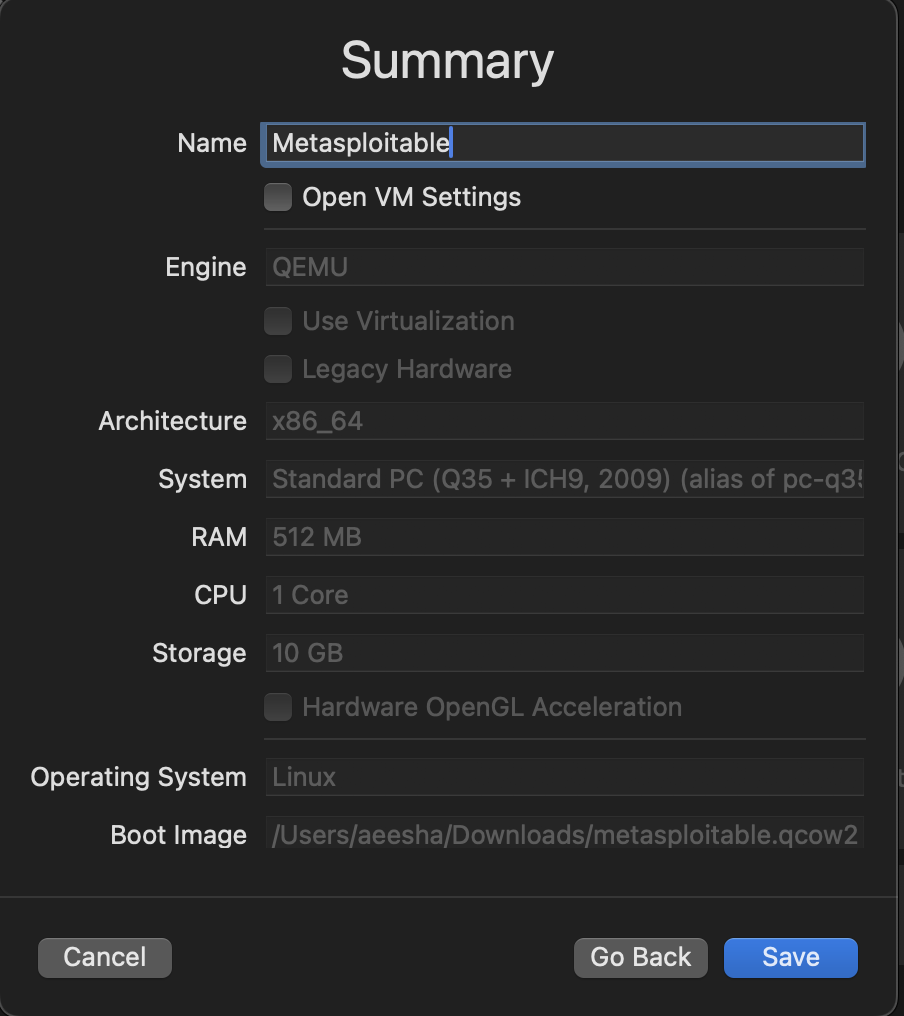 Summary
Name Metasploitable
Open VM Settings
Engine QEMU
Use Virtualization
Legacy Hardware
Architecture x86_64
System Standard PC (Q35 + ICH9, 2009) (alias of pc-q35
RAM 512 MB
CPU 1 Core
Storage 10 GB
Hardware OpenGL Acceleration
Operating System Linux
Boot Image /Users/aeesha/Downloads/metasploitable.qcow2
Cancel Go Back Save